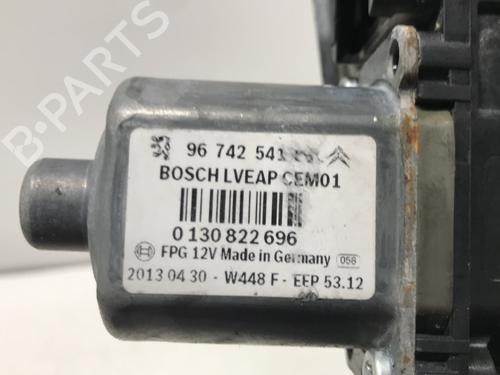 B-PARTS
96 742 541
BOSCH LVEAP CEM01
0 130 822 696
FPG 12V Made in Germany 058
2013 04 30 - W448 F - EEP 53.12